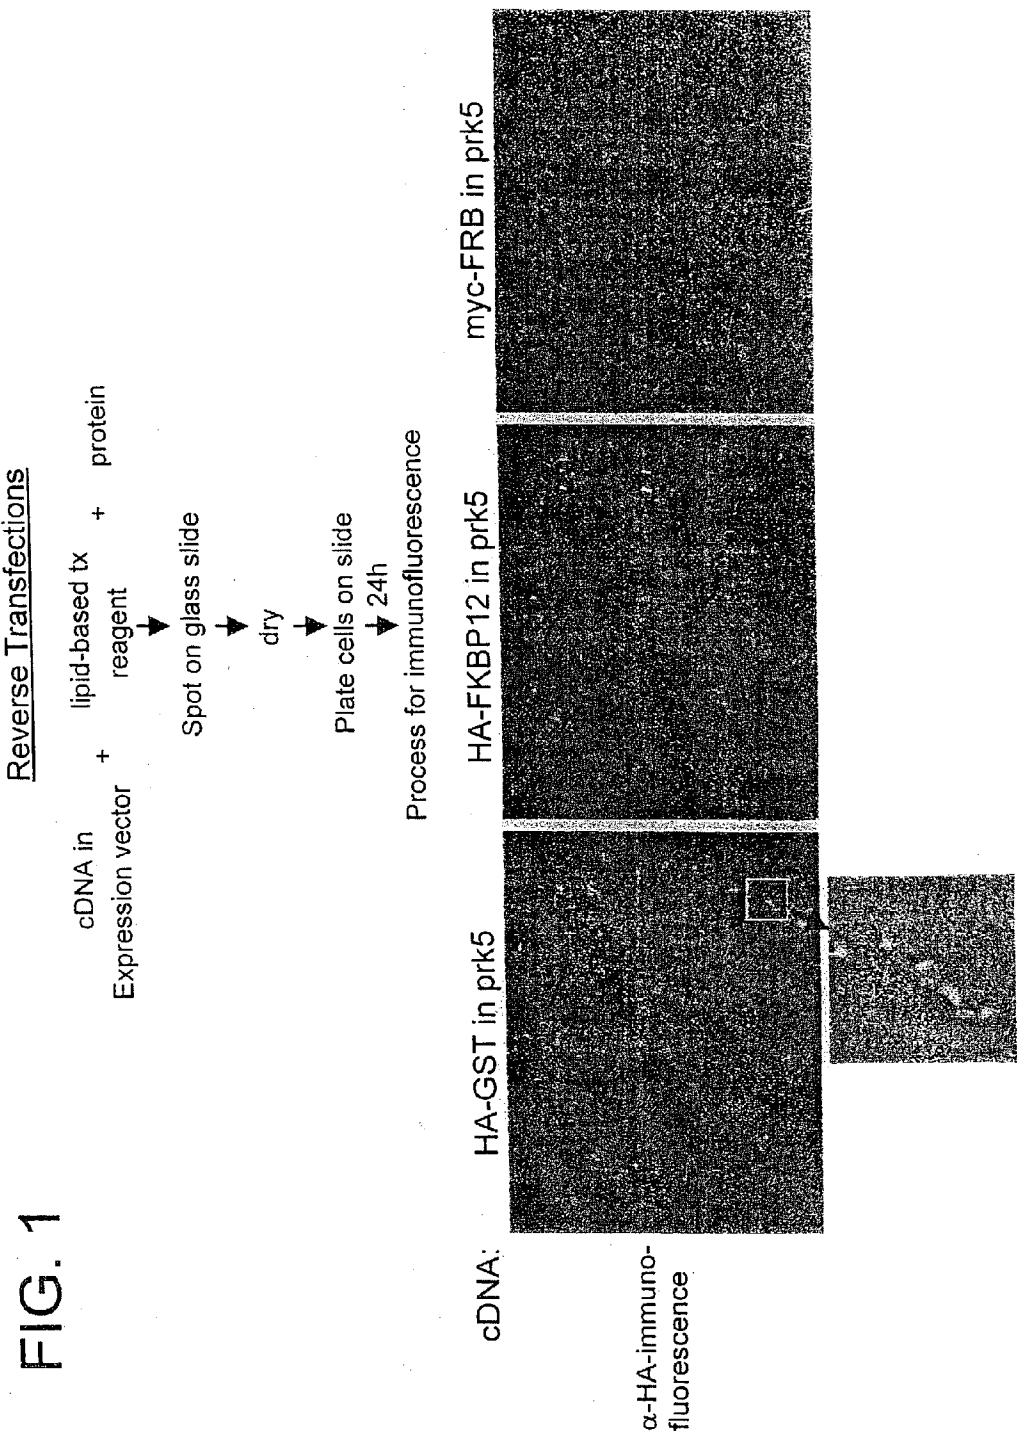 FIG. 1
Reverse Transfections
cDNA in
Expression vector
+
lipid-based tx
reagent
+
protein
Spot on glass slide
dry
Plate cells on slide
24h
Process for immunofluorescence
cDNA:
HA-GST in prk5
HA-FKBP12 in prk5
myc-FRB in prk5
α-HA-immuno-
fluorescence